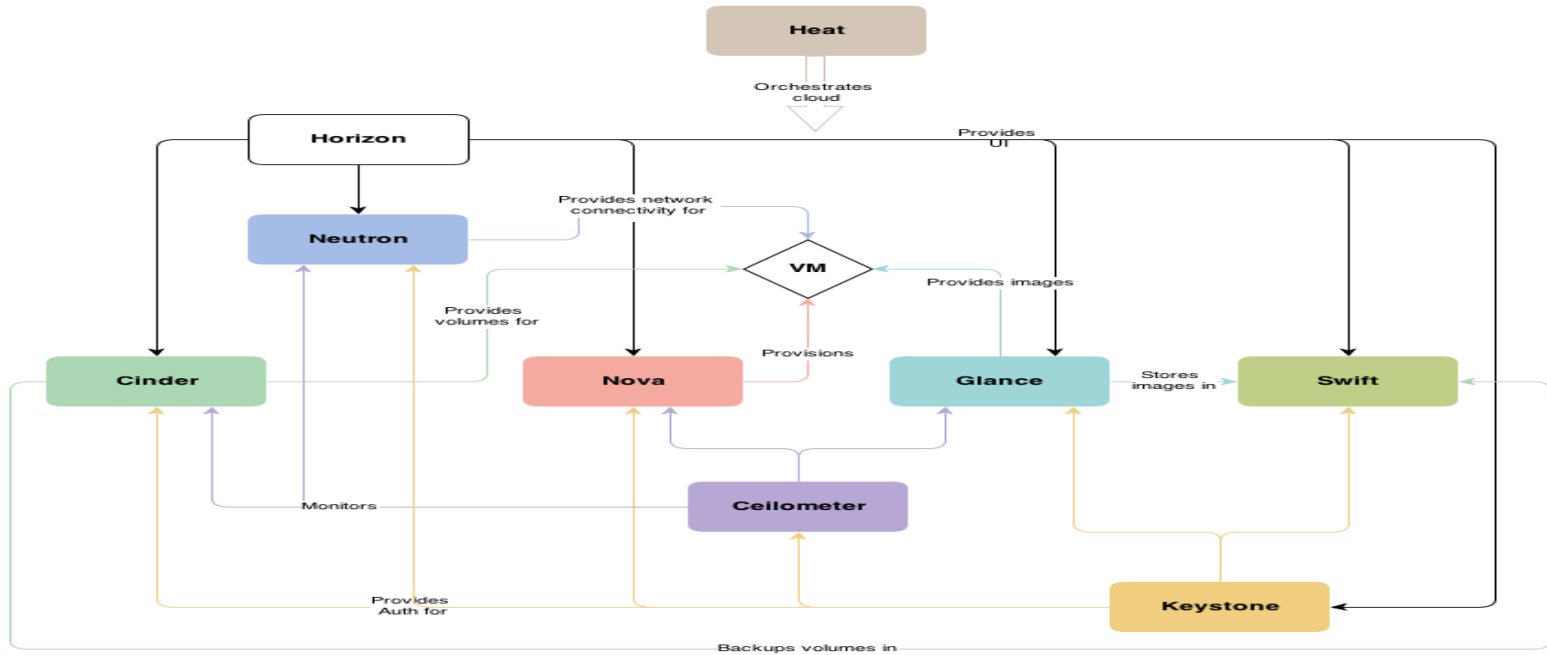 Heat
Orchestrates
cloud
Horizon
Provides
UI
Provides network
connectivity for
Neutron
VM
Provides images
Provides
volumes for
Provisions
Cinder
Nova
Glance
Stores
images in
Swift
Monitors
Ceilometer
Provides
Auth for
Keystone
Backups volumes in